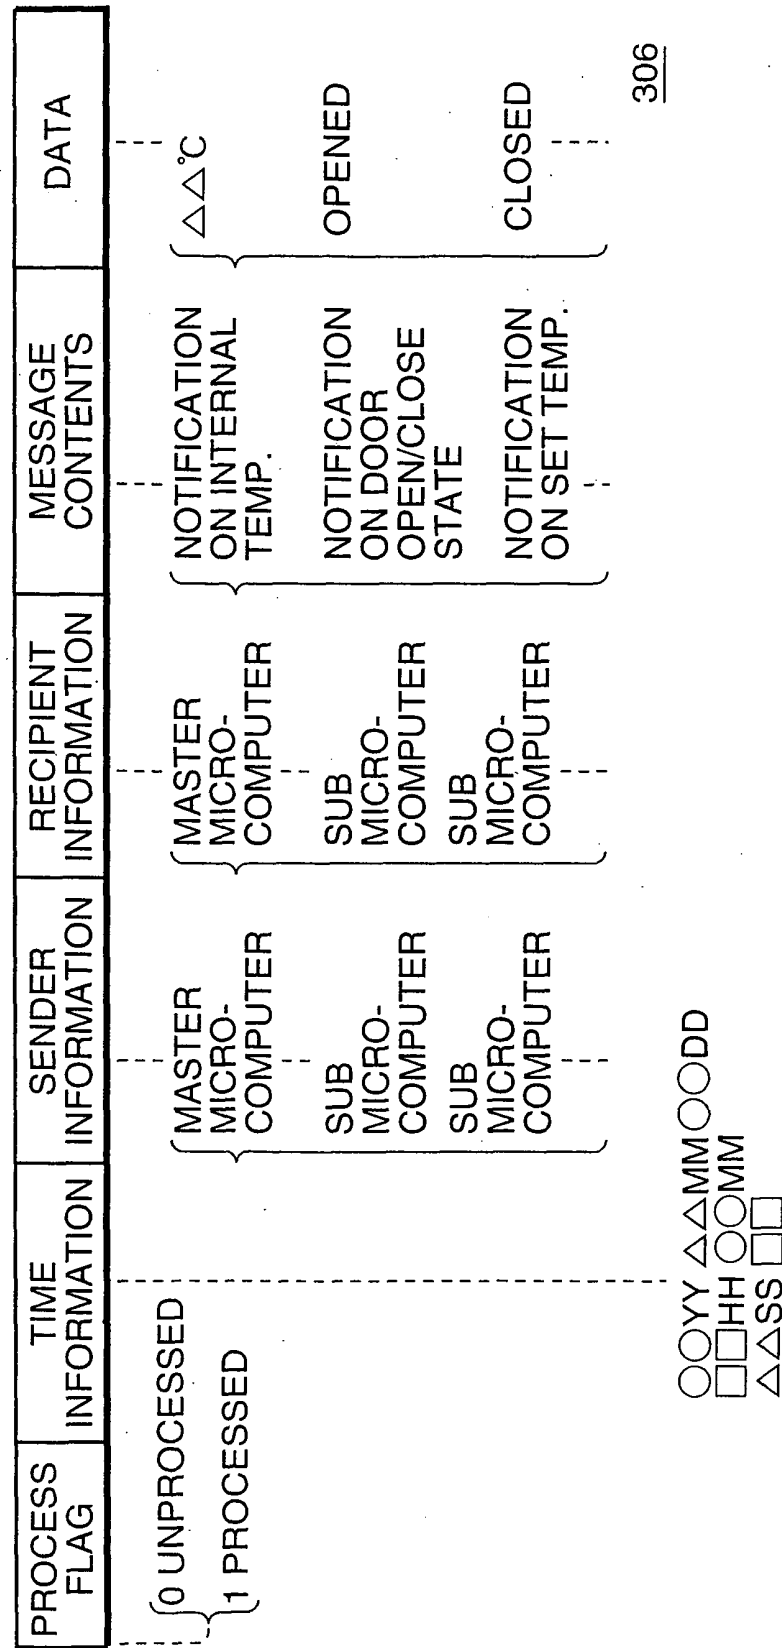 PROCESS
FLAG
TIME
INFORMATION
SENDER
INFORMATION
RECIPIENT
INFORMATION
MESSAGE
CONTENTS
DATA
0 UNPROCESSED
1 PROCESSED
○○YY △△MM○○DD
□□HH ○○MM
△△SS □□
MASTER
MICRO-
COMPUTER
SUB
MICRO-
COMPUTER
SUB
MICRO-
COMPUTER
MASTER
MICRO-
COMPUTER
SUB
MICRO-
COMPUTER
SUB
MICRO-
COMPUTER
NOTIFICATION
ON INTERNAL
TEMP.
NOTIFICATION
ON DOOR
OPEN/CLOSE
STATE
NOTIFICATION
ON SET TEMP.
△△℃
OPENED
CLOSED
306